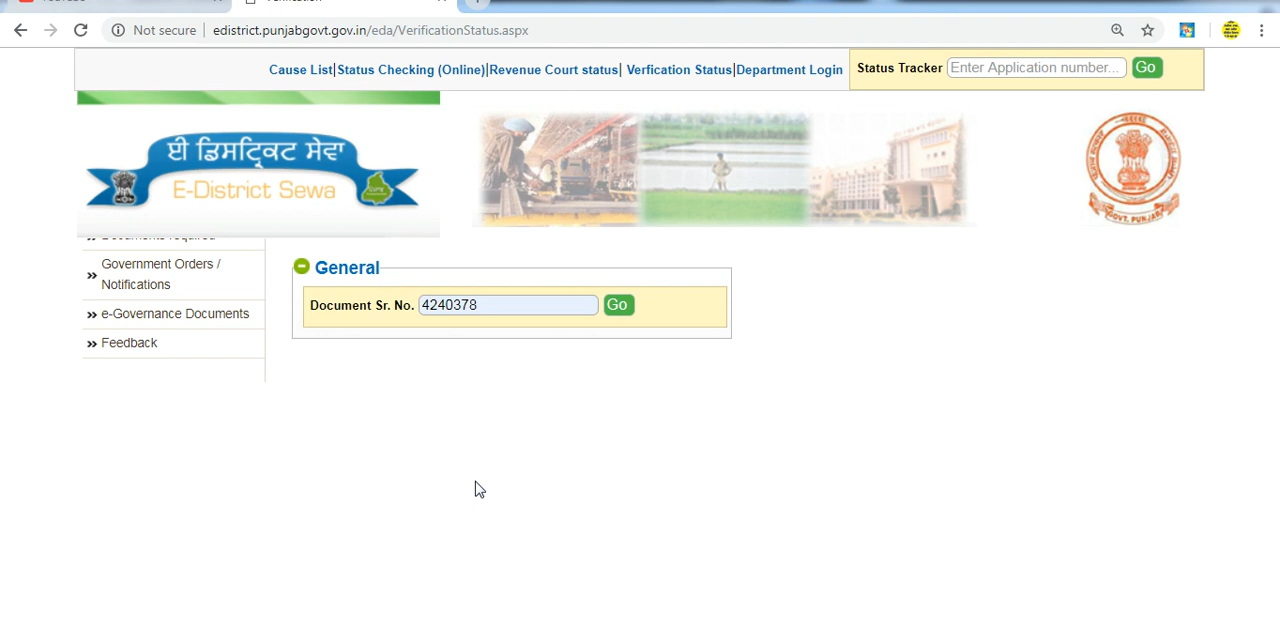 Not secure | edistrict.punjabgovt.gov.in/eda/VerificationStatus.aspx
Cause List|Status Checking (Online)|Revenue Court status| Verfication Status|Department Login
Status Tracker Enter Application number... Go
ਈ ਡਿਸਟ੍ਰਿਕਟ ਸੇਵਾ
E-District Sewa
GOVT. PUNJAB
Documents required
Government Orders /
Notifications
e-Governance Documents
Feedback
General
Document Sr. No. 4240378 Go